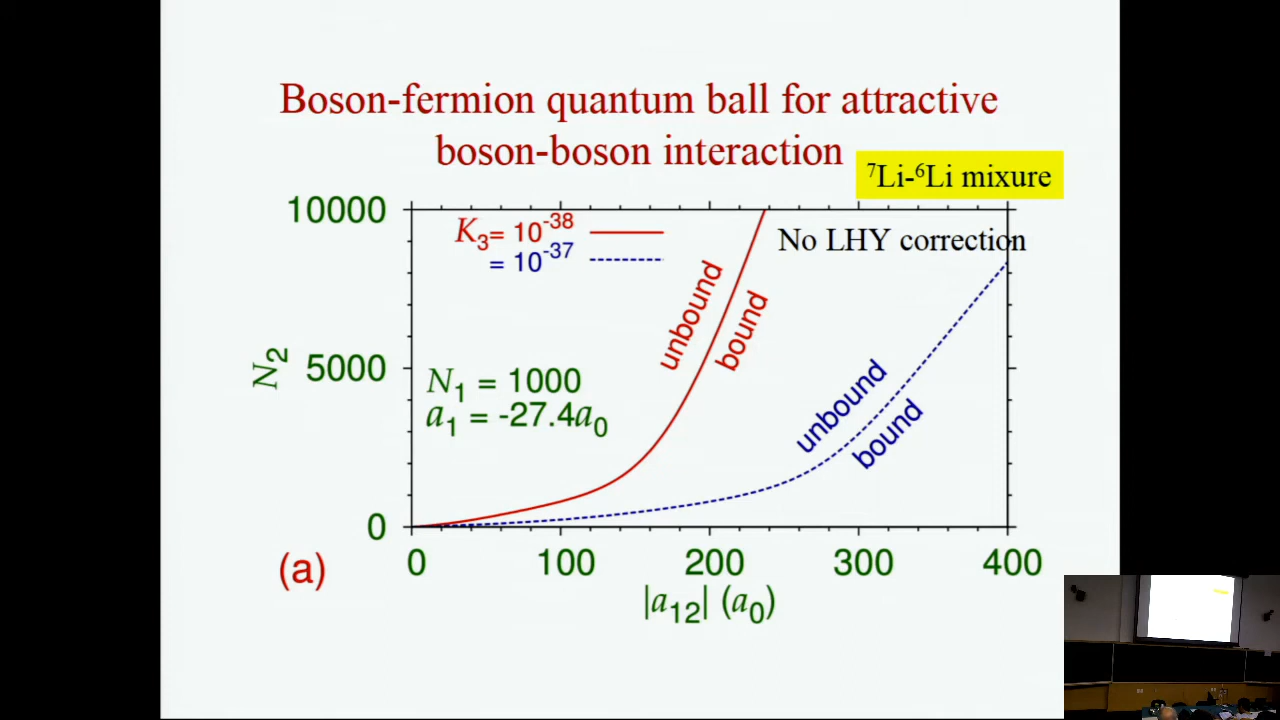 Boson-fermion quantum ball for attractive
boson-boson interaction
⁷Li-⁶Li mixure
10000
K₃= 10⁻³⁸
= 10⁻³⁷
No LHY correction
unbound
bound
N₂
5000
N₁ = 1000
a₁ = -27.4a₀
unbound
bound
0
(a)
0 100 200 300 400
|a₁₂| (a₀)